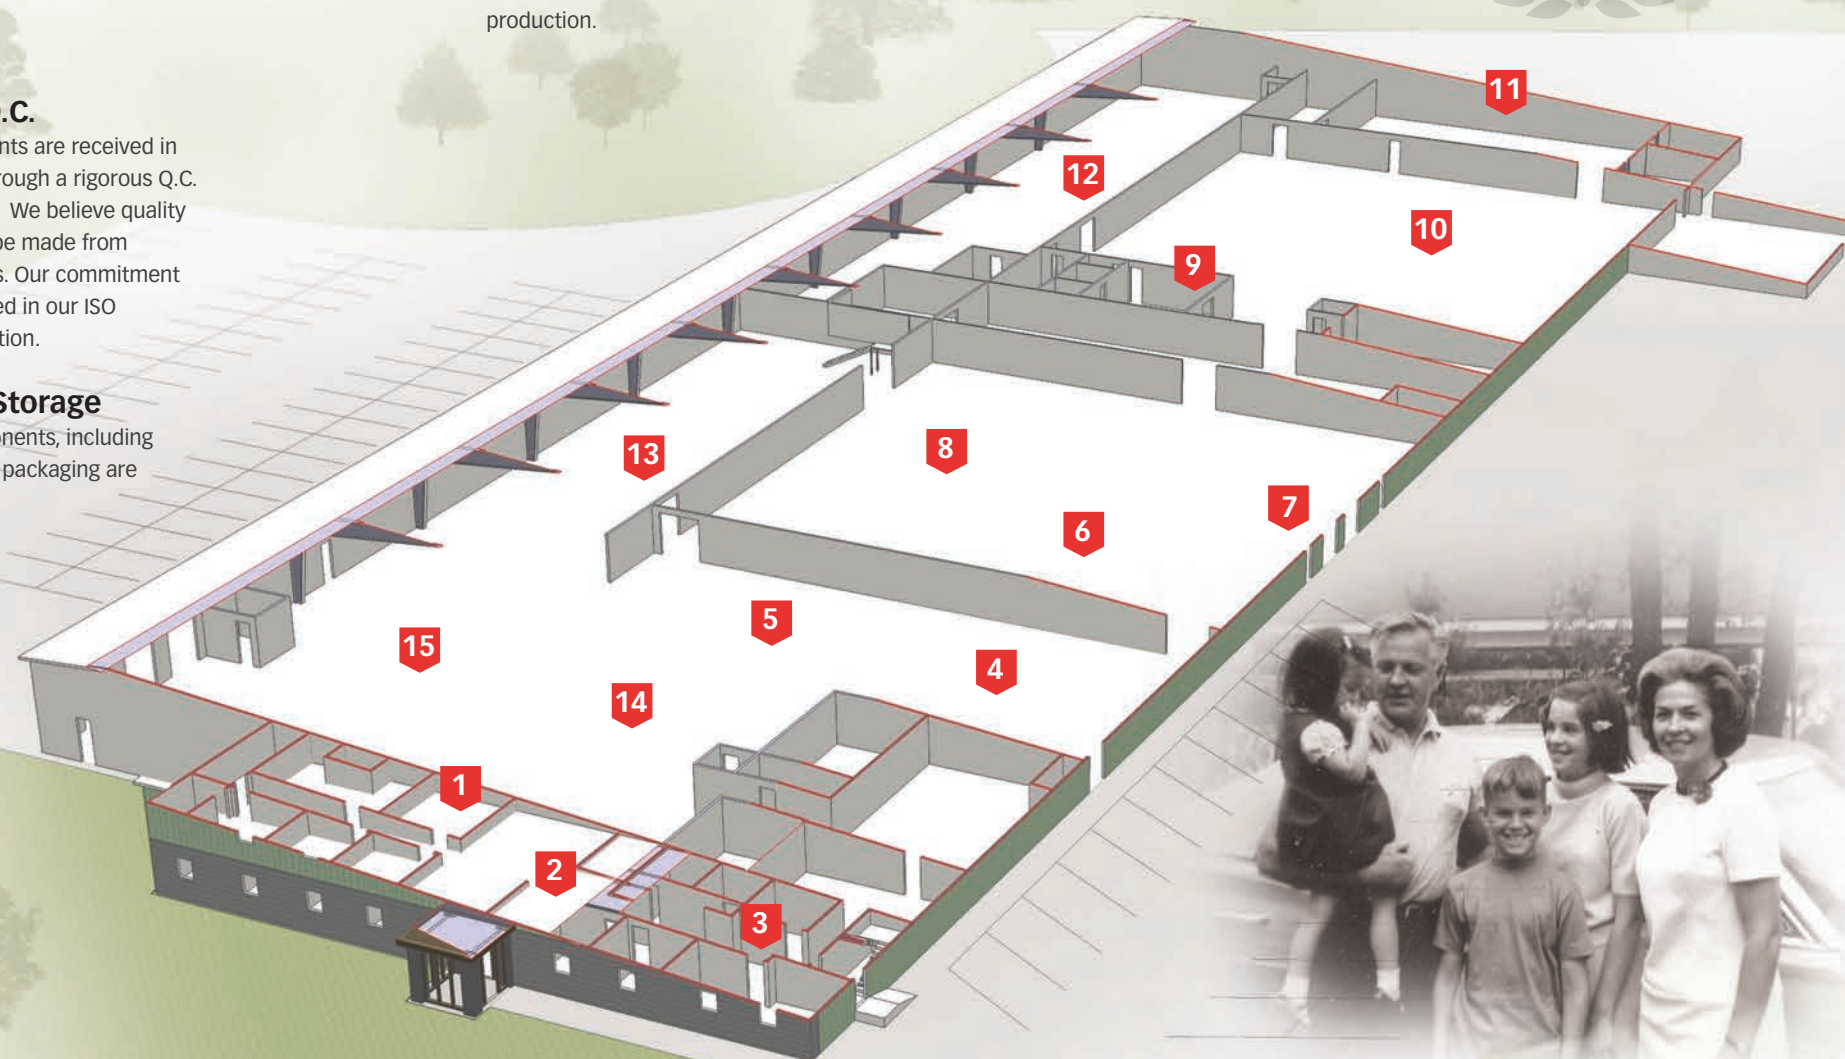 production.
.C.
nts are received in
rough a rigorous Q.C.
We believe quality
be made from
s. Our commitment
ed in our ISO
tion.
Storage
onents, including
packaging are
11
12
10
9
13
8
7
6
5
15
4
14
1
2
3